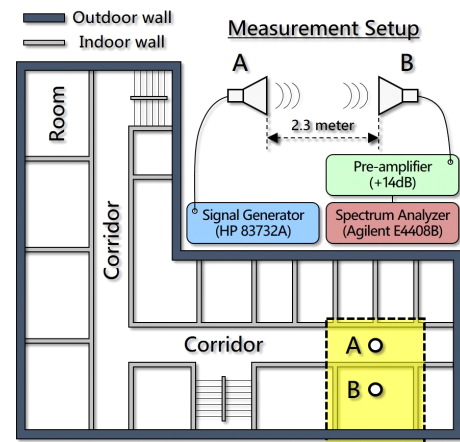 Outdoor wall
Indoor wall
Measurement Setup
A
B
2.3 meter
Pre-amplifier
(+14dB)
Signal Generator
(HP 83732A)
Spectrum Analyzer
(Agilent E4408B)
Room
Corridor
Corridor
A
B